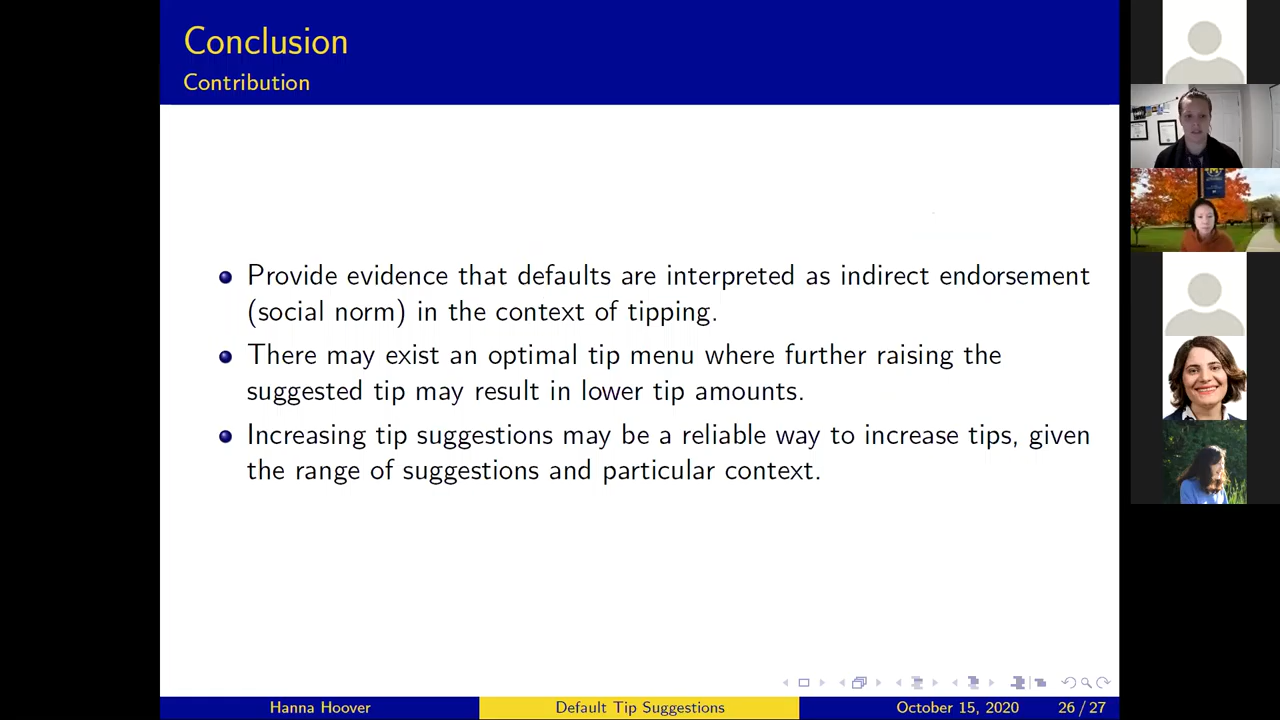 Conclusion
Contribution
Provide evidence that defaults are interpreted as indirect endorsement
(social norm) in the context of tipping.
There may exist an optimal tip menu where further raising the
suggested tip may result in lower tip amounts.
Increasing tip suggestions may be a reliable way to increase tips, given
the range of suggestions and particular context.
Hanna Hoover
Default Tip Suggestions
October 15, 2020
26 / 27